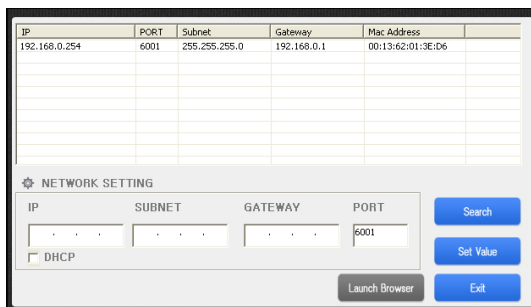 IP PORT Subnet Gateway Mac Address
192.168.0.254 6001 255.255.255.0 192.168.0.1 00:13:62:01:3E:D6
NETWORK SETTING
IP SUBNET GATEWAY PORT
. . . . . . . . . 6001
DHCP
Search
Set Value
Launch Browser Exit